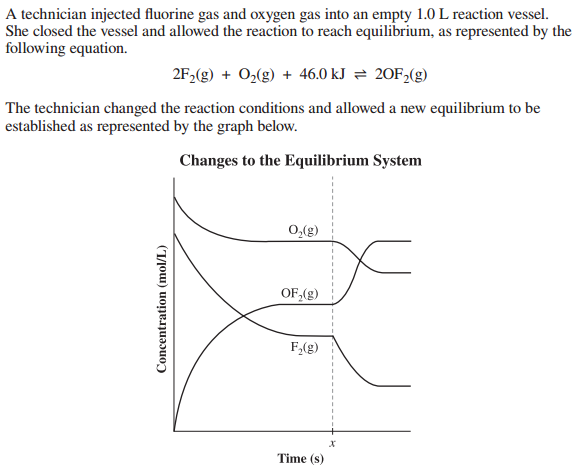 A technician injected fluorine gas and oxygen gas into an empty 1.0 L reaction vessel.
She closed the vessel and allowed the reaction to reach equilibrium, as represented by the
following equation.
2F₂(g) + O₂(g) + 46.0 kJ ⇌ 2OF₂(g)
The technician changed the reaction conditions and allowed a new equilibrium to be
established as represented by the graph below.
Changes to the Equilibrium System
Concentration (mol/L)
O₂(g)
OF₂(g)
F₂(g)
x
Time (s)